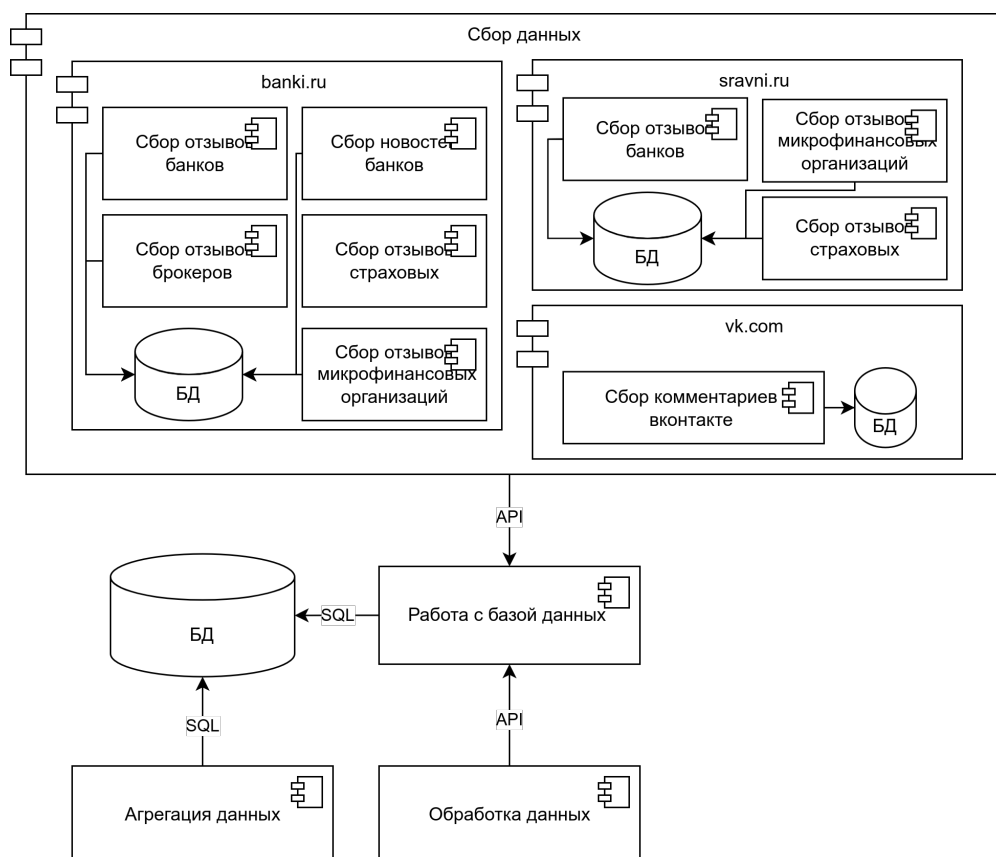 Сбор данных
banki.ru
Сбор отзывов
банков
Сбор новостей
банков
Сбор отзывов
брокеров
Сбор отзывов
страховых
БД
Сбор отзывов
микрофинансовых
организаций
sravni.ru
Сбор отзывов
банков
Сбор отзывов
микрофинансовых
организаций
БД
Сбор отзывов
страховых
vk.com
Сбор комментариев
вконтакте
БД
API
БД
SQL
Работа с базой данных
SQL
API
Агрегация данных
Обработка данных